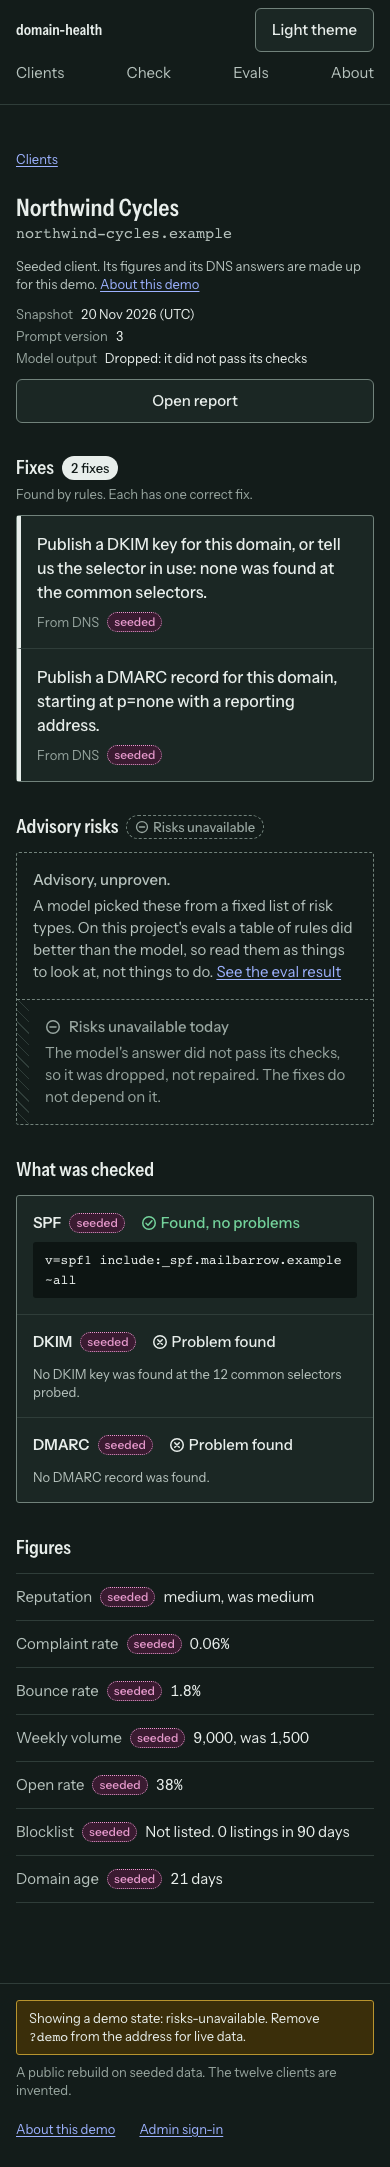 domain-health
Light theme
Clients Check Evals About
Clients
Northwind Cycles
northwind-cycles.example
Seeded client. Its figures and its DNS answers are made up
for this demo. About this demo
Snapshot 20 Nov 2026 (UTC)
Prompt version 3
Model output Dropped: it did not pass its checks
Open report
Fixes 2 fixes
Found by rules. Each has one correct fix.
Publish a DKIM key for this domain, or tell
us the selector in use: none was found at
the common selectors.
From DNS seeded
Publish a DMARC record for this domain,
starting at p=none with a reporting
address.
From DNS seeded
Advisory risks Risks unavailable
Advisory, unproven.
A model picked these from a fixed list of risk
types. On this project's evals a table of rules did
better than the model, so read them as things
to look at, not things to do. See the eval result
Risks unavailable today
The model's answer did not pass its checks,
so it was dropped, not repaired. The fixes do
not depend on it.
What was checked
SPF seeded Found, no problems
v=spf1 include:_spf.mailbarrow.example
~all
DKIM seeded Problem found
No DKIM key was found at the 12 common selectors
probed.
DMARC seeded Problem found
No DMARC record was found.
Figures
Reputation seeded medium, was medium
Complaint rate seeded 0.06%
Bounce rate seeded 1.8%
Weekly volume seeded 9,000, was 1,500
Open rate seeded 38%
Blocklist seeded Not listed. 0 listings in 90 days
Domain age seeded 21 days
Showing a demo state: risks-unavailable. Remove
?demo from the address for live data.
A public rebuild on seeded data. The twelve clients are
invented.
About this demo Admin sign-in